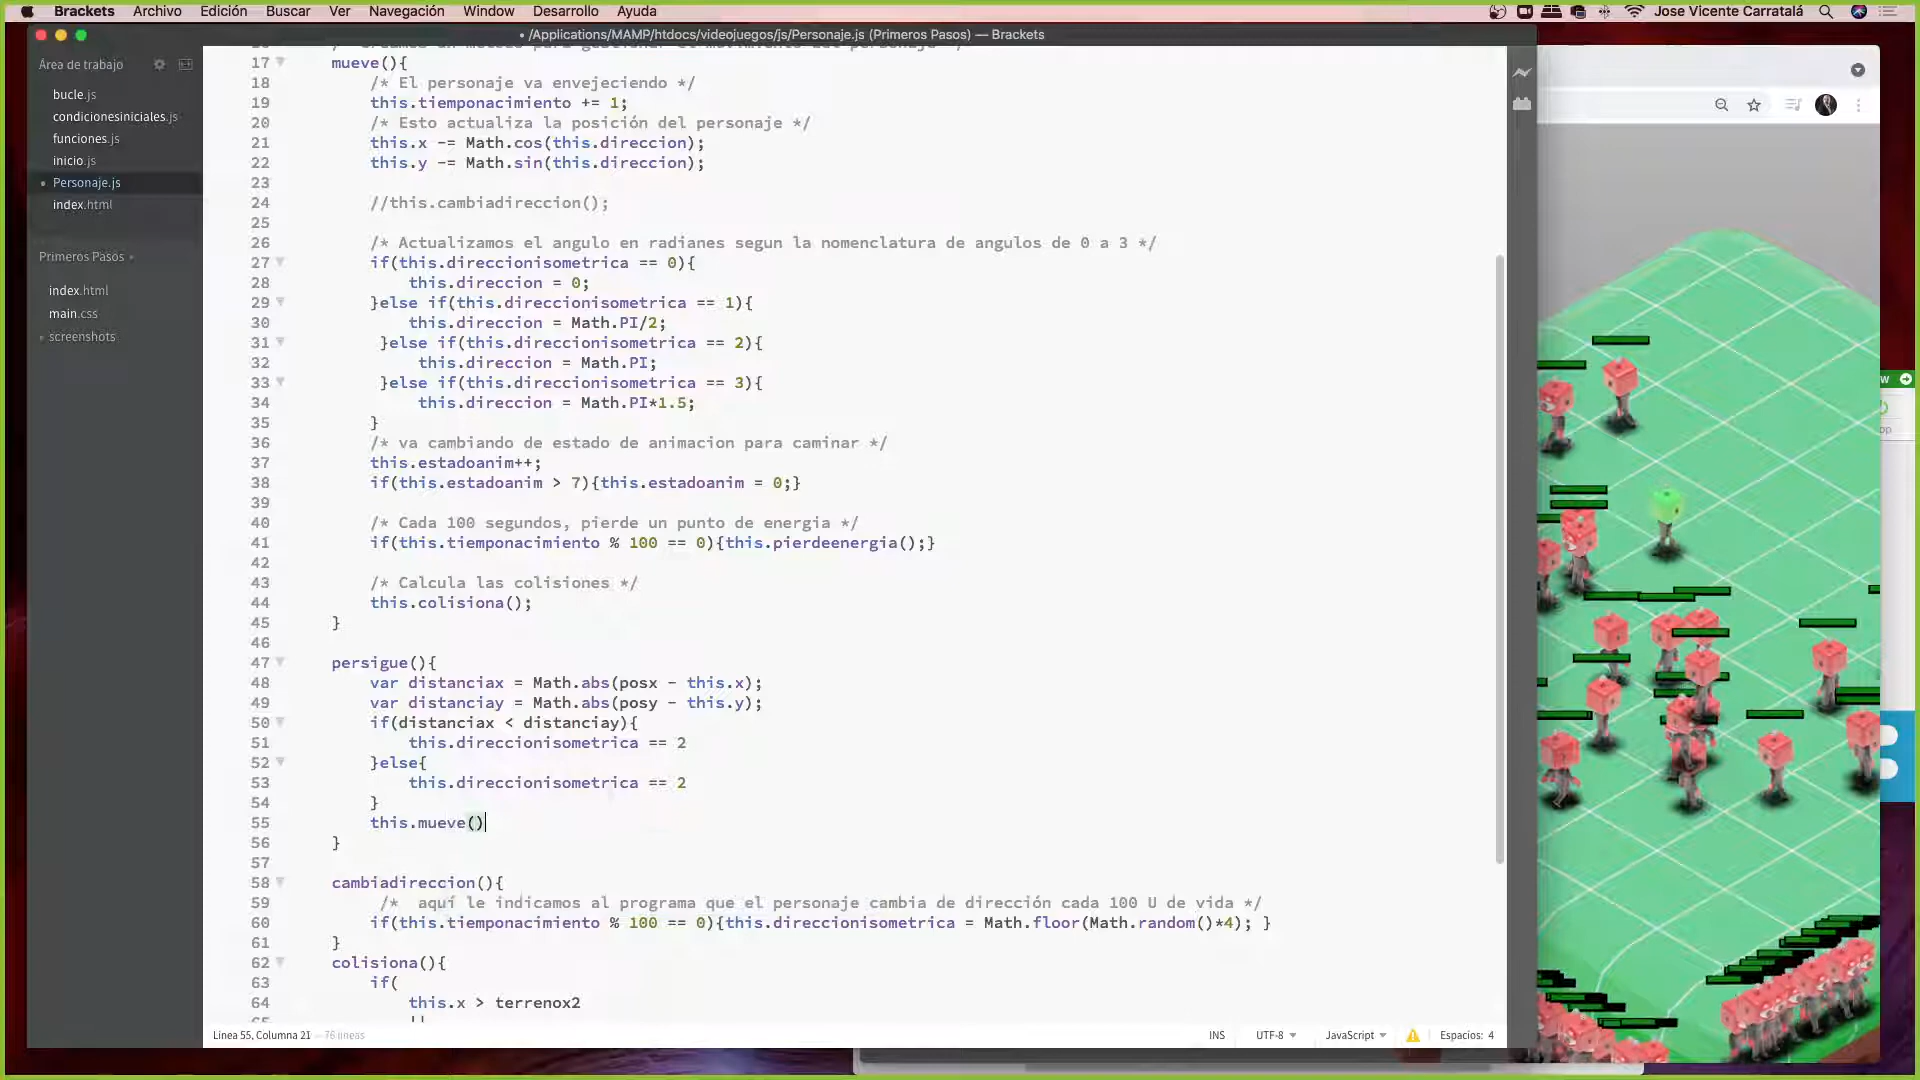 Brackets Archivo Edición Buscar Ver Navegación Window Desarrollo Ayuda Jose Vicente Carratalá
• /Applications/MAMP/htdocs/videojuegos/js/Personaje.js (Primeros Pasos) — Brackets
Área de trabajo
bucle.js
condicionesiniciales.js
funciones.js
inicio.js
Personaje.js
index.html
Primeros Pasos
index.html
main.css
screenshots
17 mueve(){
18 /* El personaje va envejeciendo */
19 this.tiemponacimiento += 1;
20 /* Esto actualiza la posición del personaje */
21 this.x -= Math.cos(this.direccion);
22 this.y -= Math.sin(this.direccion);
23
24 //this.cambiadireccion();
25
26 /* Actualizamos el angulo en radianes segun la nomenclatura de angulos de 0 a 3 */
27 if(this.direccionisometrica == 0){
28 this.direccion = 0;
29 }else if(this.direccionisometrica == 1){
30 this.direccion = Math.PI/2;
31 }else if(this.direccionisometrica == 2){
32 this.direccion = Math.PI;
33 }else if(this.direccionisometrica == 3){
34 this.direccion = Math.PI*1.5;
35 }
36 /* va cambiando de estado de animacion para caminar */
37 this.estadoanim++;
38 if(this.estadoanim > 7){this.estadoanim = 0;}
39
40 /* Cada 100 segundos, pierde un punto de energia */
41 if(this.tiemponacimiento % 100 == 0){this.pierdeenergia();}
42
43 /* Calcula las colisiones */
44 this.colisiona();
45 }
46
47 persigue(){
48 var distanciax = Math.abs(posx - this.x);
49 var distanciay = Math.abs(posy - this.y);
50 if(distanciax < distanciay){
51 this.direccionisometrica == 2
52 }else{
53 this.direccionisometrica == 2
54 }
55 this.mueve()
56 }
57
58 cambiadireccion(){
59 /* aquí le indicamos al programa que el personaje cambia de dirección cada 100 U de vida */
60 if(this.tiemponacimiento % 100 == 0){this.direccionisometrica = Math.floor(Math.random()*4); }
61 }
62 colisiona(){
63 if(
64 this.x > terrenox2
Línea 55, Columna 21 — 76 líneas INS UTF-8 JavaScript Espacios: 4